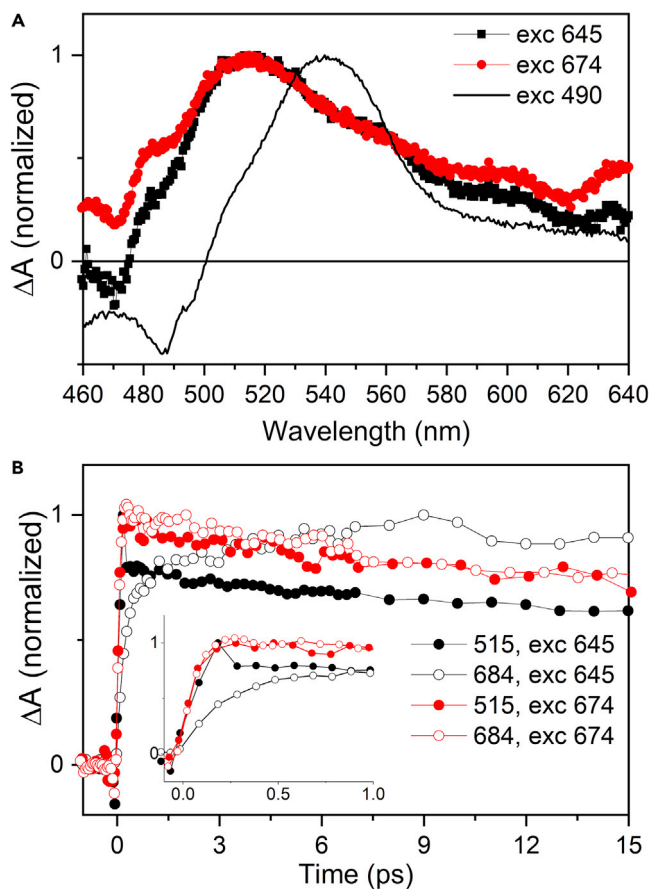 A
ΔA (normalized)
1
0
exc 645
exc 674
exc 490
460 480 500 520 540 560 580 600 620 640
Wavelength (nm)
B
ΔA (normalized)
1
0
515, exc 645
684, exc 645
515, exc 674
684, exc 674
1
0
0.0 0.5 1.0
0 3 6 9 12 15
Time (ps)